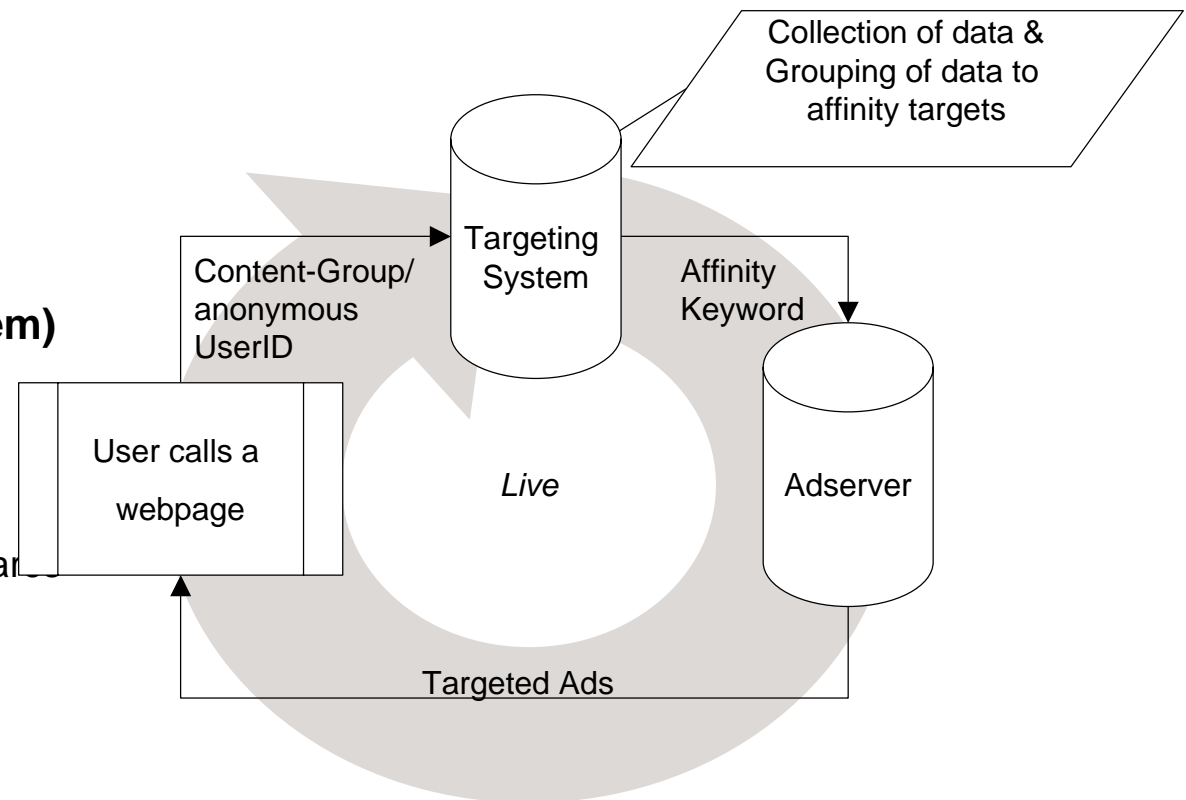 Collection of data &
Grouping of data to
affinity targets
Targeting
System
Content-Group/
anonymous
UserID
Affinity
Keyword
em)
User calls a
webpage
Live
Adserver
Targeted Ads